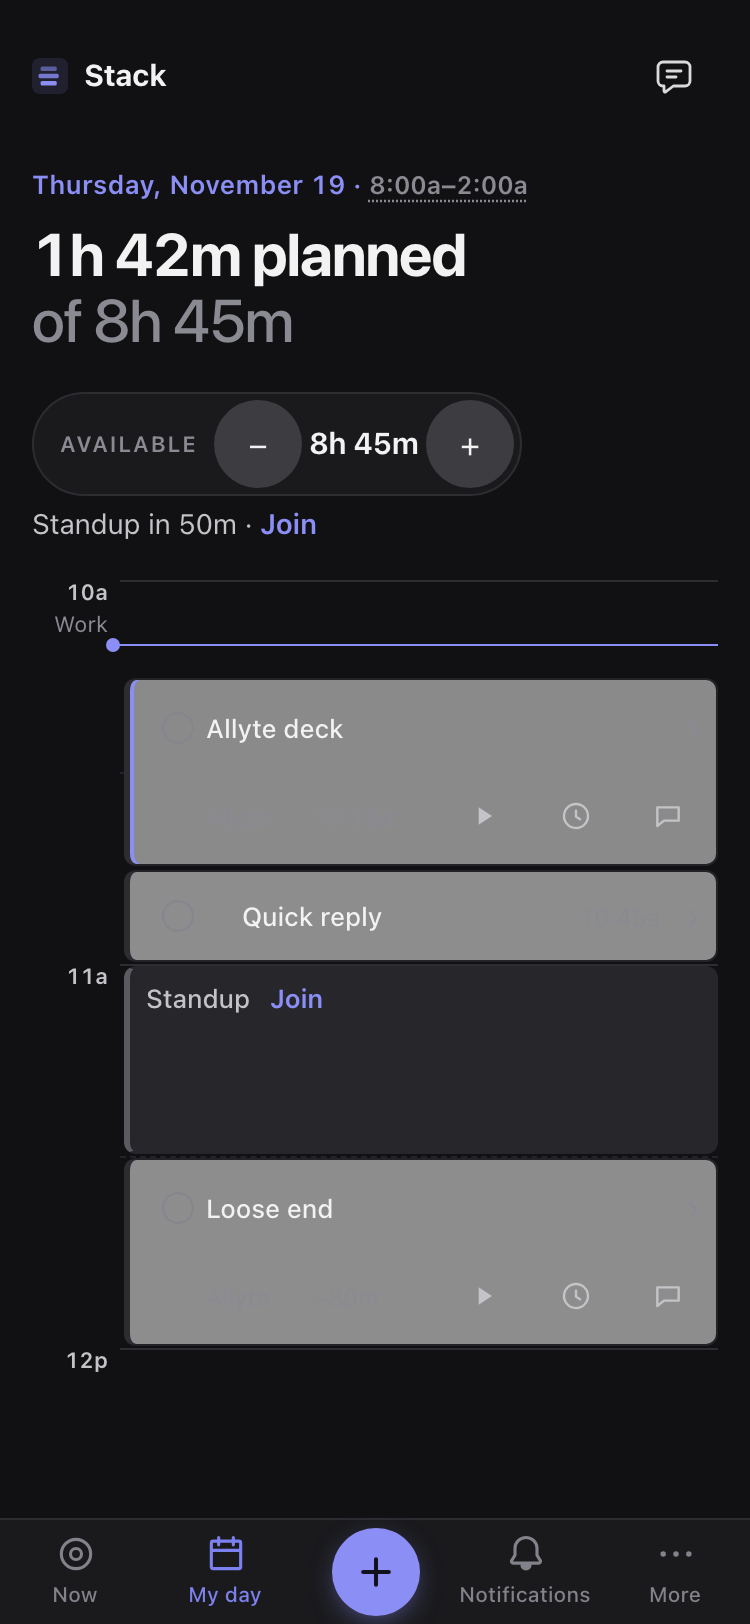 Stack
Thursday, November 19 · 8:00a–2:00a
1h 42m planned
of 8h 45m
AVAILABLE − 8h 45m +
Standup in 50m · Join
10a
Work
Allyte deck
Quick reply
11a
Standup Join
Loose end
12p
Now My day Notifications More